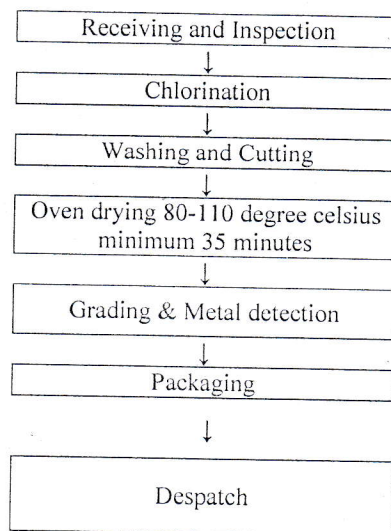 Receiving and Inspection
↓
Chlorination
↓
Washing and Cutting
↓
Oven drying 80-110 degree celsius
minimum 35 minutes
↓
Grading & Metal detection
↓
Packaging
↓
Despatch